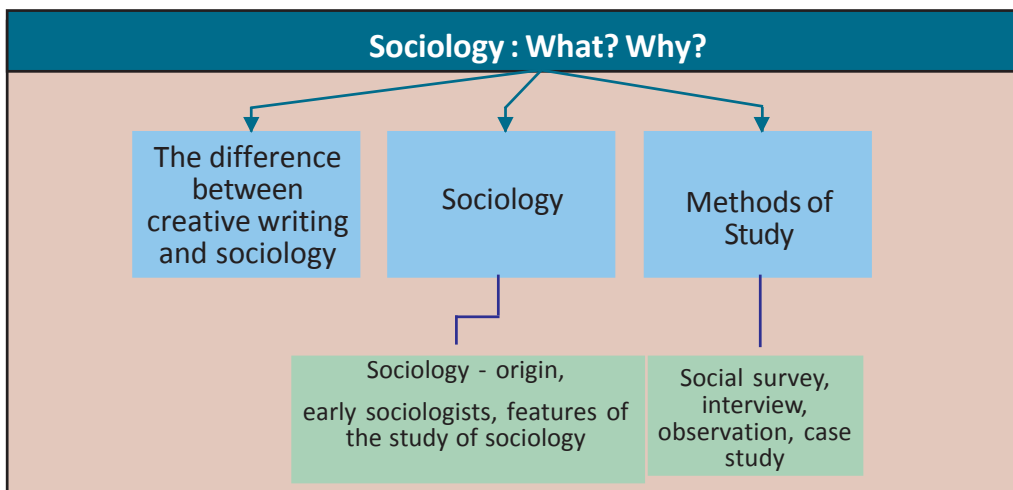 Sociology : What? Why?
The difference
between
creative writing
and sociology
Sociology
Methods of
Study
Sociology - origin,
early sociologists, features of
the study of sociology
Social survey,
interview,
observation, case
study